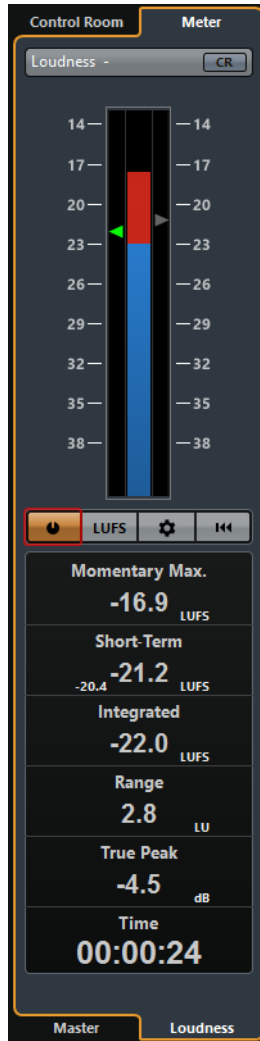 Control Room Meter
Loudness - CR
14 14
17 17
20 20
23 23
26 26
29 29
32 32
35 35
38 38
LUFS
Momentary Max.
-16.9 LUFS
Short-Term
-20.4 -21.2 LUFS
Integrated
-22.0 LUFS
Range
2.8 LU
True Peak
-4.5 dB
Time
00:00:24
Master Loudness